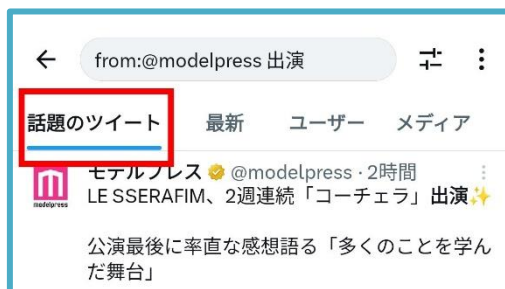 from:@modelpress 出演
話題のツイート 最新 ユーザー メディア
モデルプレス @modelpress · 2時間
modelpress
LE SSERAFIM、2週連続「コーチェラ」出演✨
公演最後に率直な感想語る「多くのことを学ん
だ舞台」